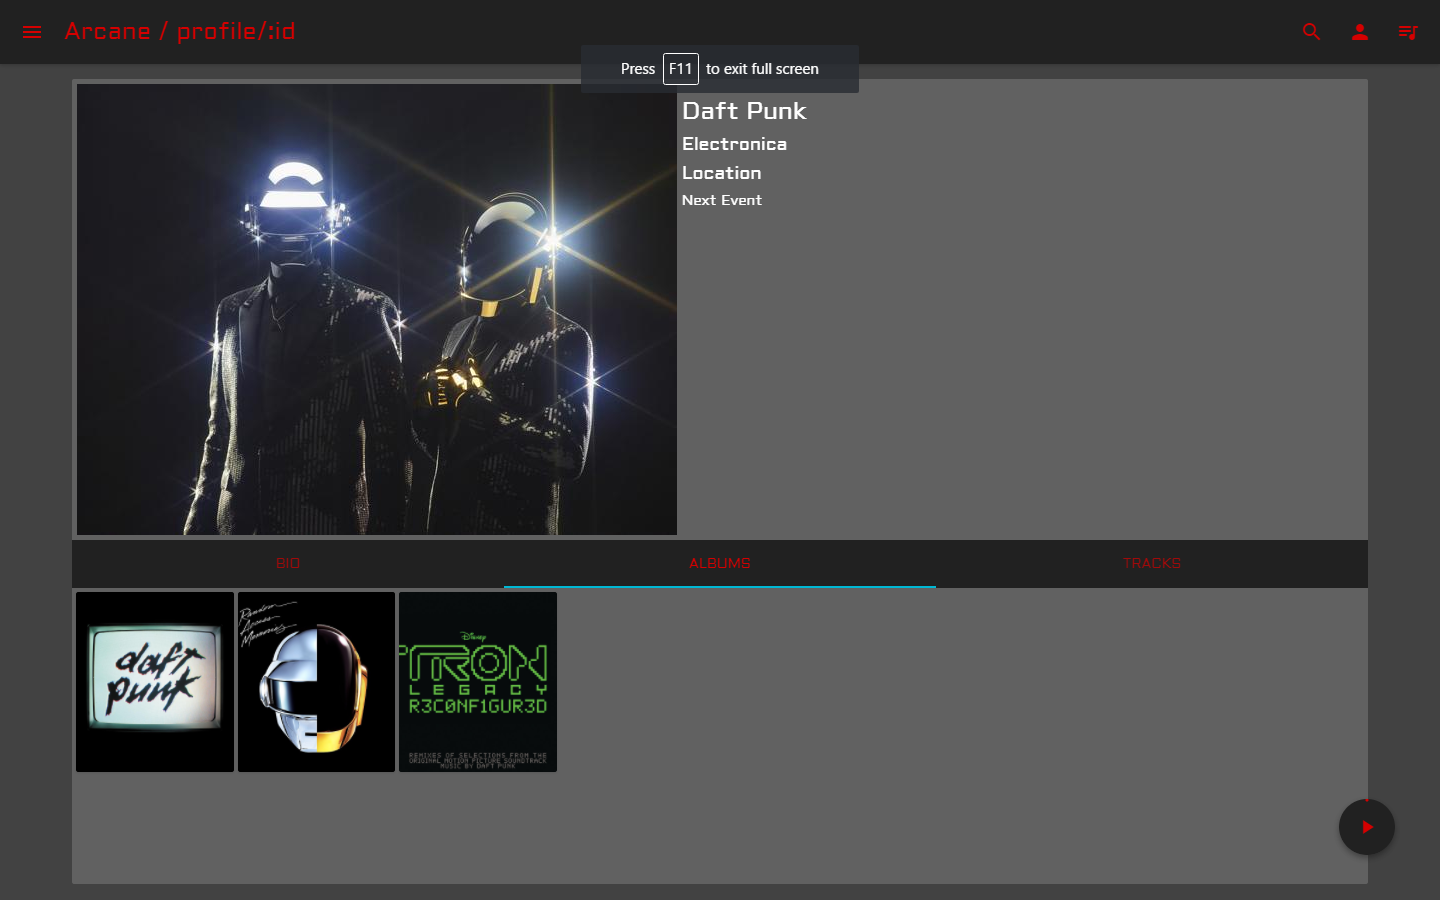 Arcane / profile/:id
Press F11 to exit full screen
Daft Punk
Electronica
Location
Next Event
BIO
ALBUMS
TRACKS
daft
punk
Random
Access
Memories
Disney
TRON
LEGACY
R3C0NF1GUR3D
REMIXES OF SELECTIONS FROM THE
ORIGINAL MOTION PICTURE SOUNDTRACK
MUSIC BY DAFT PUNK